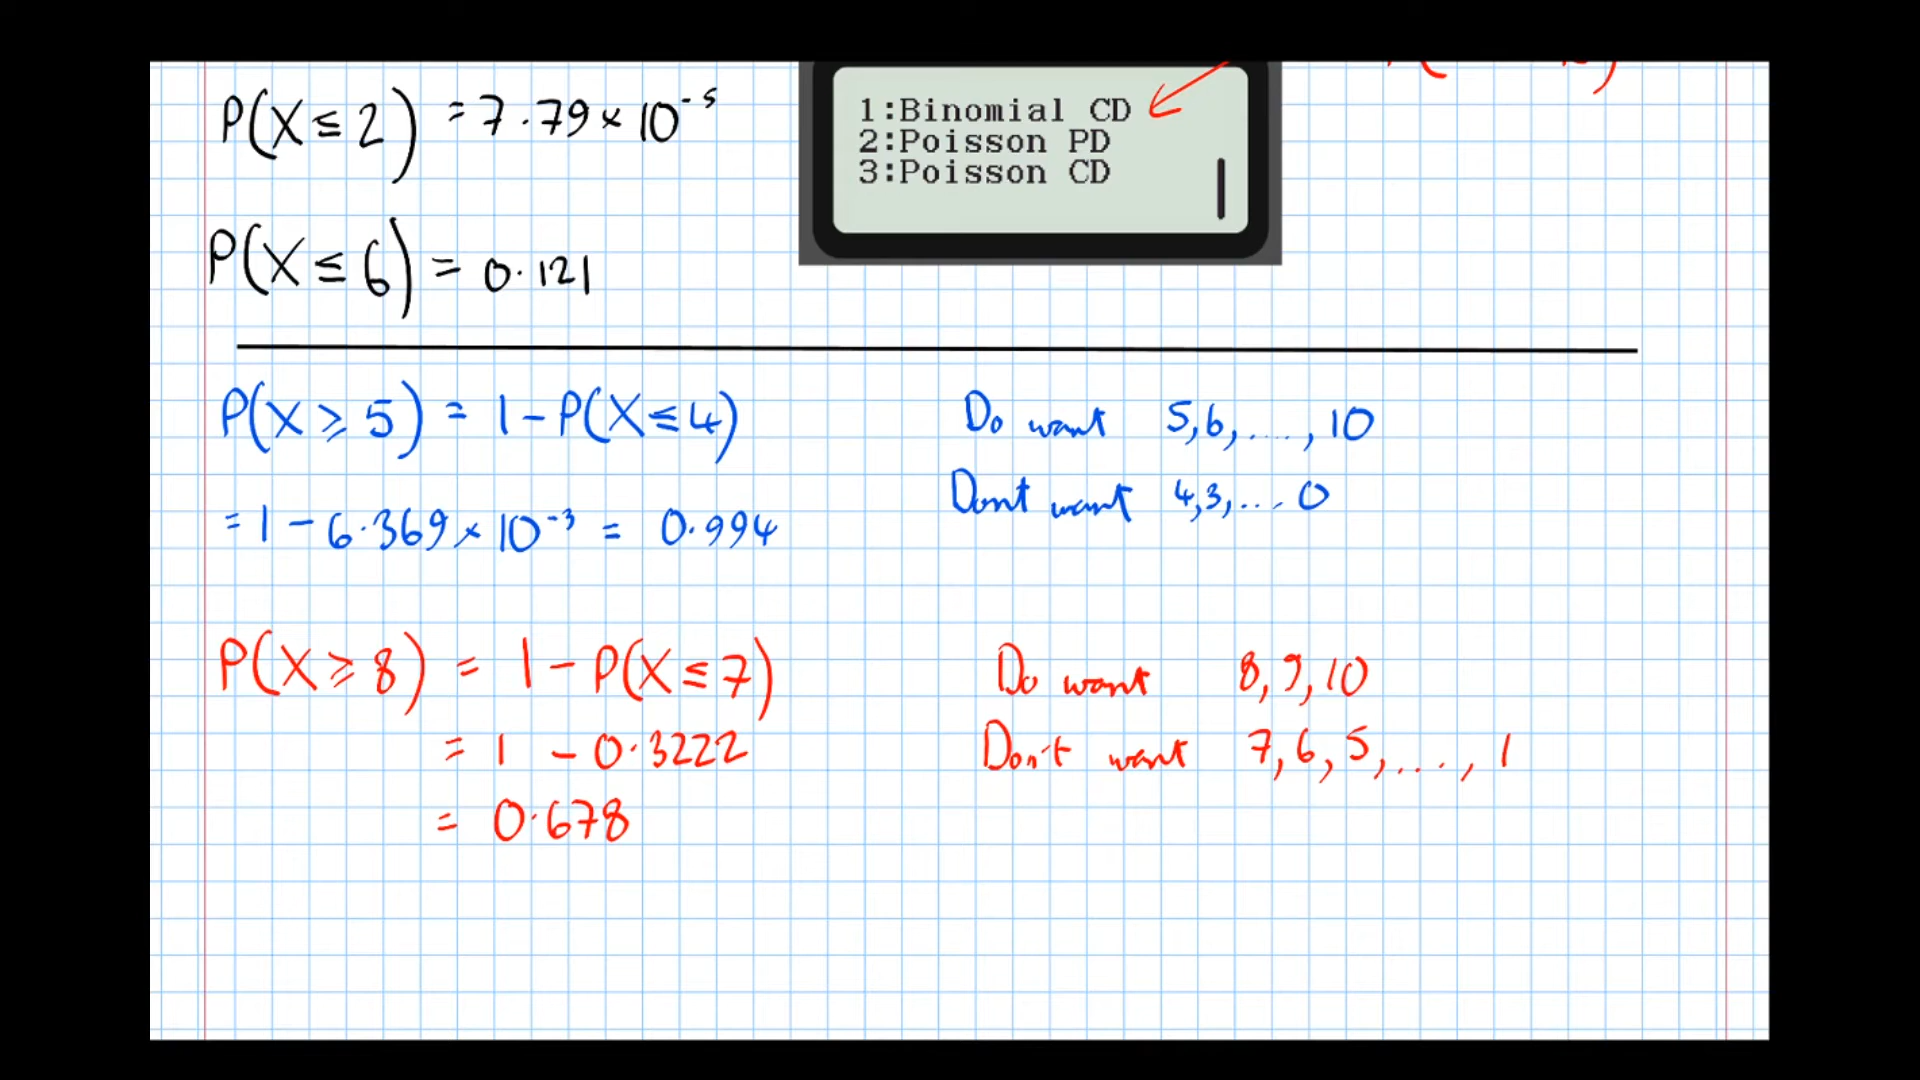 P(X ≤ 2) = 7.79 × 10⁻⁵
1:Binomial CD
2:Poisson PD
3:Poisson CD
P(X ≤ 6) = 0.121
P(X ⩾ 5) = 1 - P(X ≤ 4)
Do want 5,6,....,10
= 1 - 6.369 × 10⁻³ = 0.994
Dont want 4,3,... 0
P(X ⩾ 8) = 1 - P(X ≤ 7)
Do want 8,9,10
= 1 - 0.3222
Don't want 7,6,5,....,1
= 0.678